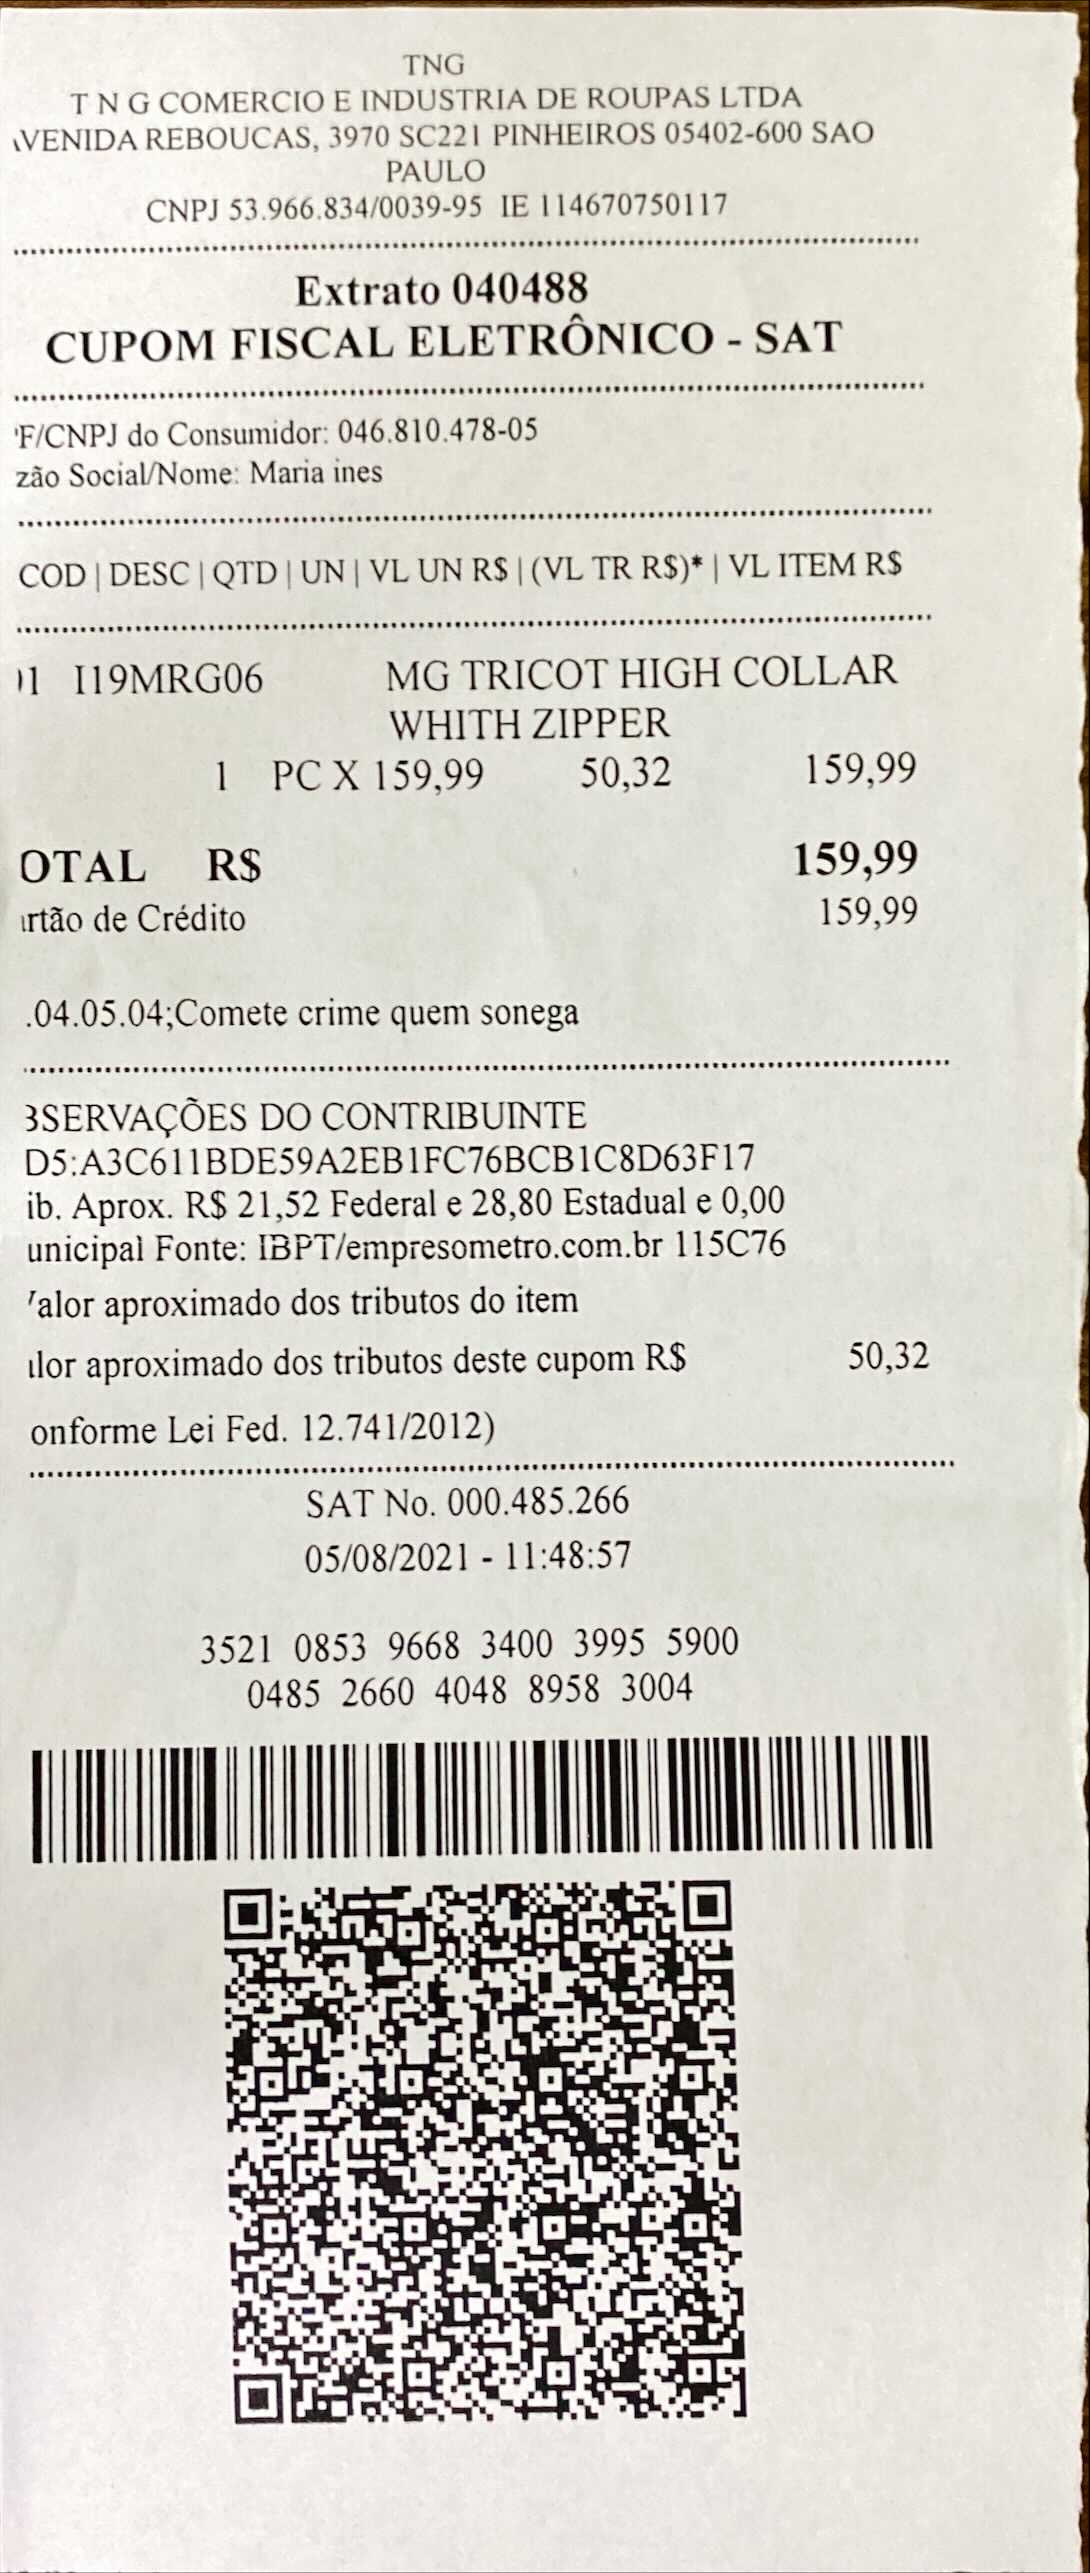 TNG
T N G COMERCIO E INDUSTRIA DE ROUPAS LTDA
AVENIDA REBOUCAS, 3970 SC221 PINHEIROS 05402-600 SAO
PAULO
CNPJ 53.966.834/0039-95 IE 114670750117
Extrato 040488
CUPOM FISCAL ELETRÔNICO - SAT
F/CNPJ do Consumidor: 046.810.478-05
zão Social/Nome: Maria ines
COD | DESC | QTD | UN | VL UN R$ | (VL TR R$)* | VL ITEM R$
1 I19MRG06 MG TRICOT HIGH COLLAR
WHITH ZIPPER
1 PC X 159,99 50,32 159,99
OTAL R$ 159,99
rtão de Crédito 159,99
.04.05.04;Comete crime quem sonega
SERVAÇÕES DO CONTRIBUINTE
D5:A3C611BDE59A2EB1FC76BCB1C8D63F17
ib. Aprox. R$ 21,52 Federal e 28,80 Estadual e 0,00
unicipal Fonte: IBPT/empresometro.com.br 115C76
alor aproximado dos tributos do item
lor aproximado dos tributos deste cupom R$ 50,32
onforme Lei Fed. 12.741/2012)
SAT No. 000.485.266
05/08/2021 - 11:48:57
3521 0853 9668 3400 3995 5900
0485 2660 4048 8958 3004